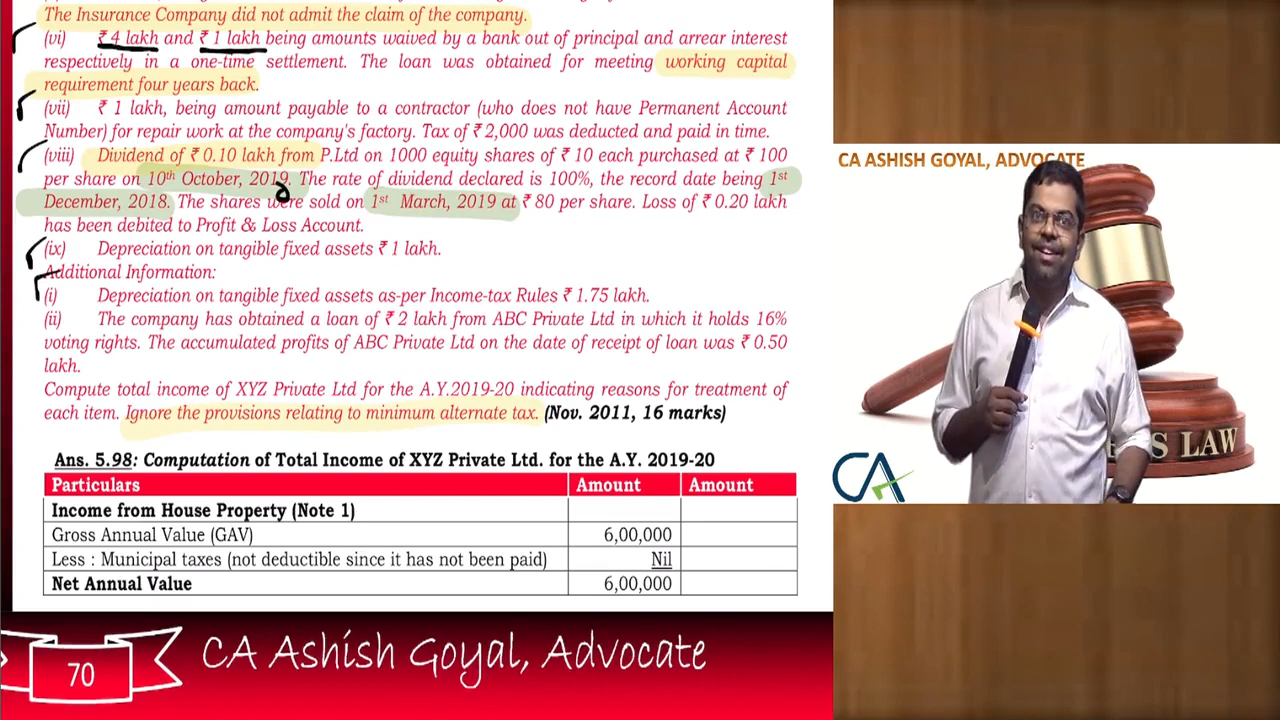 The Insurance Company did not admit the claim of the company.
(vi) ₹ 4 lakh and ₹ 1 lakh being amounts waived by a bank out of principal and arrear interest
respectively in a one-time settlement. The loan was obtained for meeting working capital
requirement four years back.
(vii) ₹ 1 lakh, being amount payable to a contractor (who does not have Permanent Account
Number) for repair work at the company's factory. Tax of ₹ 2,000 was deducted and paid in time.
(viii) Dividend of ₹ 0.10 lakh from P.Ltd on 1000 equity shares of ₹ 10 each purchased at ₹ 100
per share on 10th October, 2019. The rate of dividend declared is 100%, the record date being 1st
December, 2018. The shares were sold on 1st March, 2019 at ₹ 80 per share. Loss of ₹ 0.20 lakh
has been debited to Profit & Loss Account.
(ix) Depreciation on tangible fixed assets ₹ 1 lakh.
Additional Information:
(i) Depreciation on tangible fixed assets as-per Income-tax Rules ₹ 1.75 lakh.
(ii) The company has obtained a loan of ₹ 2 lakh from ABC Private Ltd in which it holds 16%
voting rights. The accumulated profits of ABC Private Ltd on the date of receipt of loan was ₹ 0.50
lakh.
Compute total income of XYZ Private Ltd for the A.Y.2019-20 indicating reasons for treatment of
each item. Ignore the provisions relating to minimum alternate tax. (Nov. 2011, 16 marks)
Ans. 5.98: Computation of Total Income of XYZ Private Ltd. for the A.Y. 2019-20
Particulars Amount Amount
Income from House Property (Note 1)
Gross Annual Value (GAV) 6,00,000
Less : Municipal taxes (not deductible since it has not been paid) Nil
Net Annual Value 6,00,000
70 CA Ashish Goyal, Advocate
CA ASHISH GOYAL, ADVOCATE
S LAW
CA